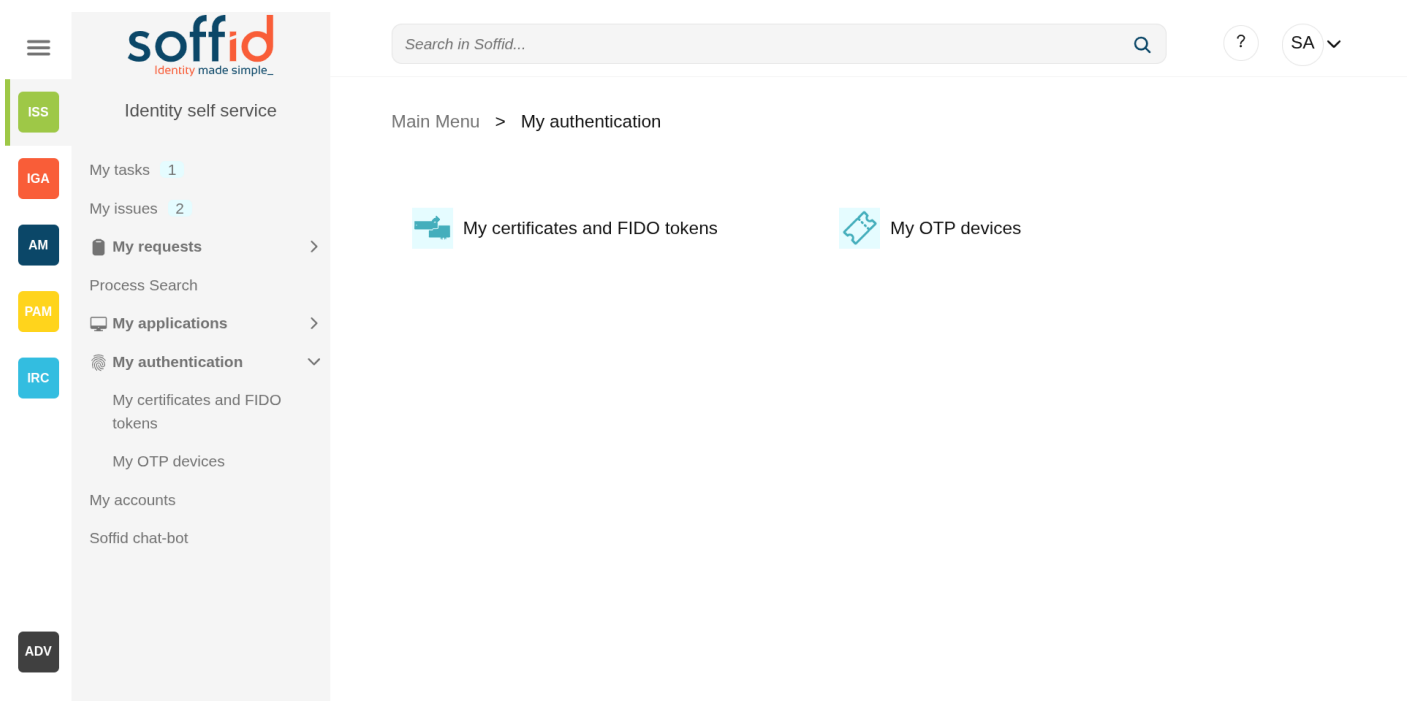 soffid
Identity made simple_
Search in Soffid...
?
SA
ISS
IGA
AM
PAM
IRC
ADV
Identity self service
My tasks 1
My issues 2
My requests
Process Search
My applications
My authentication
My certificates and FIDO
tokens
My OTP devices
My accounts
Soffid chat-bot
Main Menu > My authentication
My certificates and FIDO tokens
My OTP devices